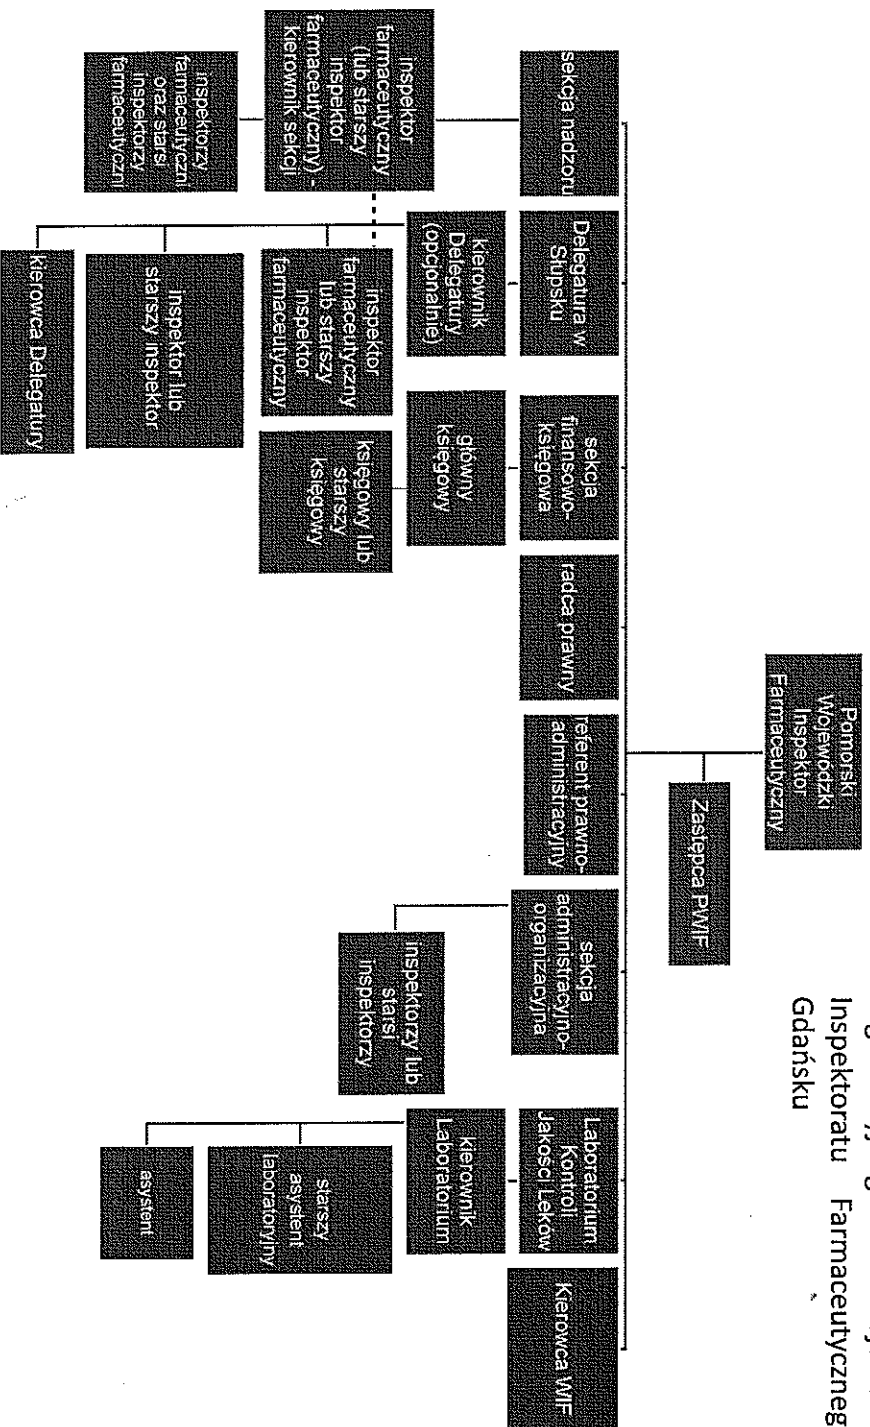 Inspektoratu Farmaceutyczneg
Gdańsku
Pomorski
Wojewódzki
Inspektor
Farmaceutyczny
Zastępca PWIF
sekcja nadzoru
inspektor
farmaceutyczny
(lub starszy
inspektor
farmaceutyczny) -
kierownik sekcji
inspektorzy
farmaceutyczni
oraz starsi
inspektorzy
farmaceutyczni
Delegatura w
Słupsku
kierownik
Delegatury
(opcjonalnie)
inspektor
farmaceutyczny
lub starszy
inspektor
farmaceutyczny
inspektor lub
starszy inspektor
kierowca Delegatury
sekcja
finansowo-
księgowa
główny
księgowy
księgowy lub
starszy
księgowy
radca prawny
referent prawno-
administracyjny
sekcja
administracyjno-
organizacyjna
inspektorzy lub
starsi
inspektorzy
Laboratorium
Kontroli
Jakości Leków
kierownik
Laboratorium
starszy
asystent
laboratoryjny
asystent
Kierowca WIF